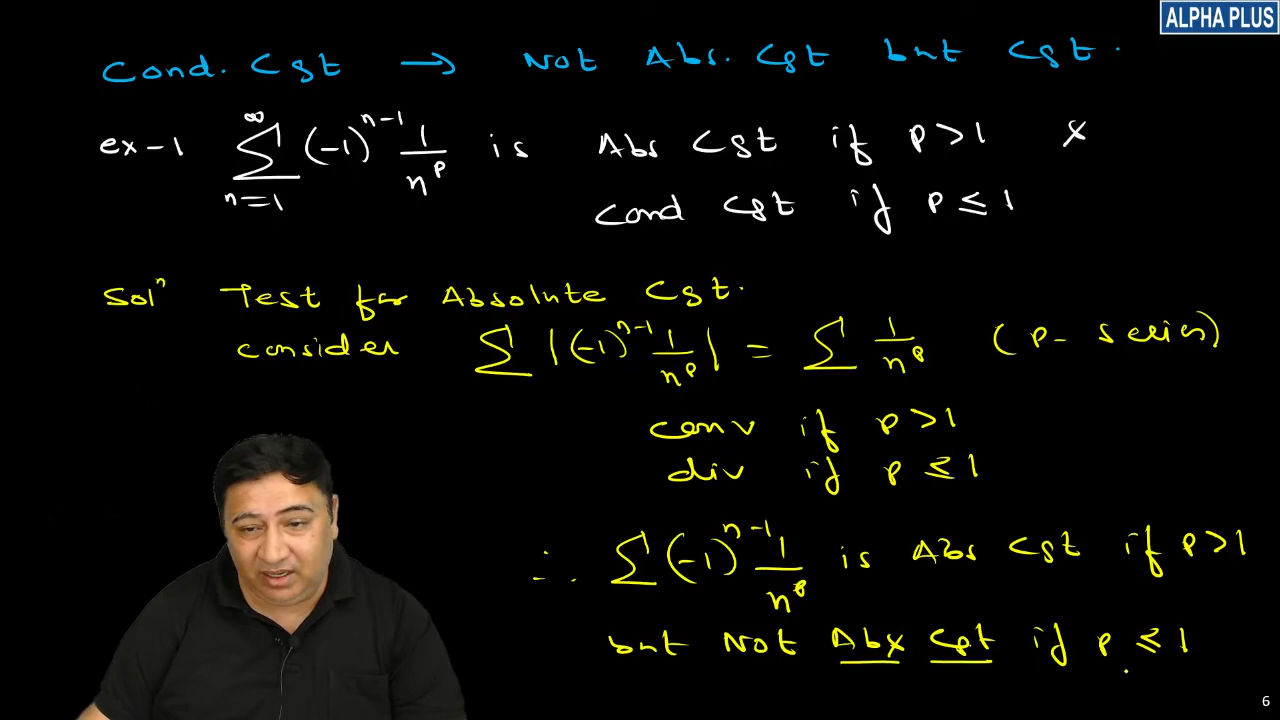 ALPHA PLUS
Cond. Cgt → Not Abs. Cgt but Cgt.
ex-1 ∞ ∑ n=1 (-1)^{n-1} 1/n^p is Abs Cgt if p>1 x
Cond Cgt if p ≤ 1
Solⁿ Test for Absolute Cgt.
consider ∑ |(-1)^{n-1} 1/n^p| = ∑ 1/n^p (p- series)
conv if p>1
div if p ≤ 1
∴ ∑ (-1)^{n-1} 1/n^p is Abs Cgt if p>1
but Not Abs Cgt if p ≤ 1
6